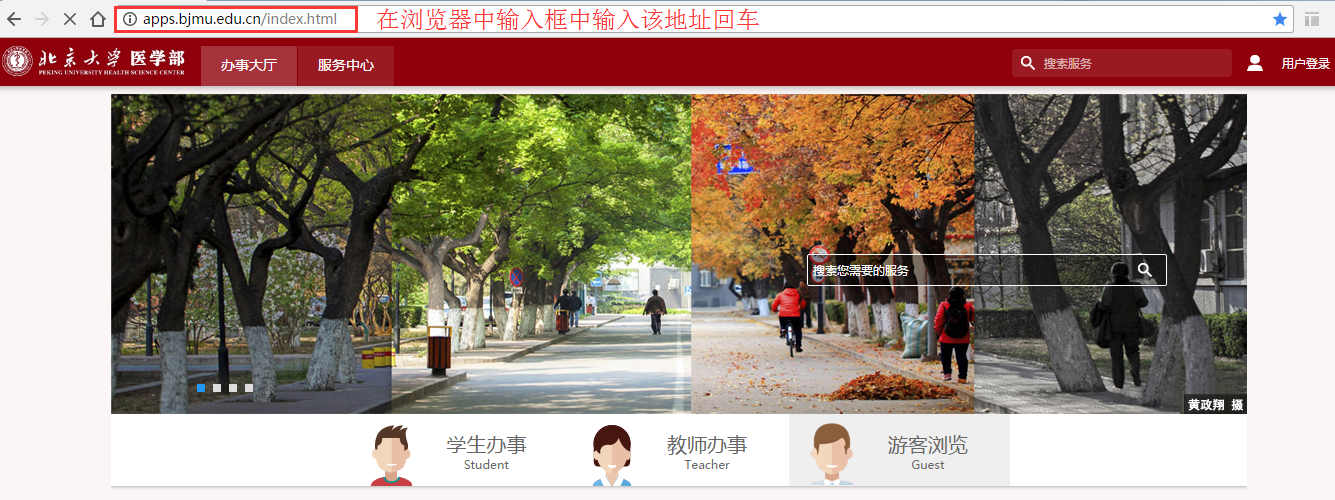 apps.bjmu.edu.cn/index.html
在浏览器中输入框中输入该地址回车
北京大学 医学部
PEKING UNIVERSITY HEALTH SCIENCE CENTER
办事大厅
服务中心
搜索服务
用户登录
搜索您需要的服务
黄政翔 摄
学生办事
Student
教师办事
Teacher
游客浏览
Guest